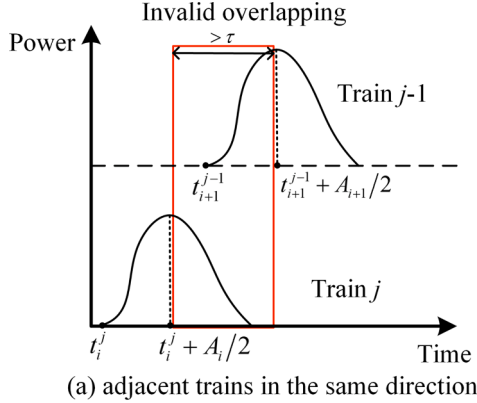 Invalid overlapping
Power
> τ
Train j-1
t_{i+1}^{j-1}
t_{i+1}^{j-1} + A_{i+1}/2
Train j
t_i^j
t_i^j + A_i/2
Time
(a) adjacent trains in the same direction